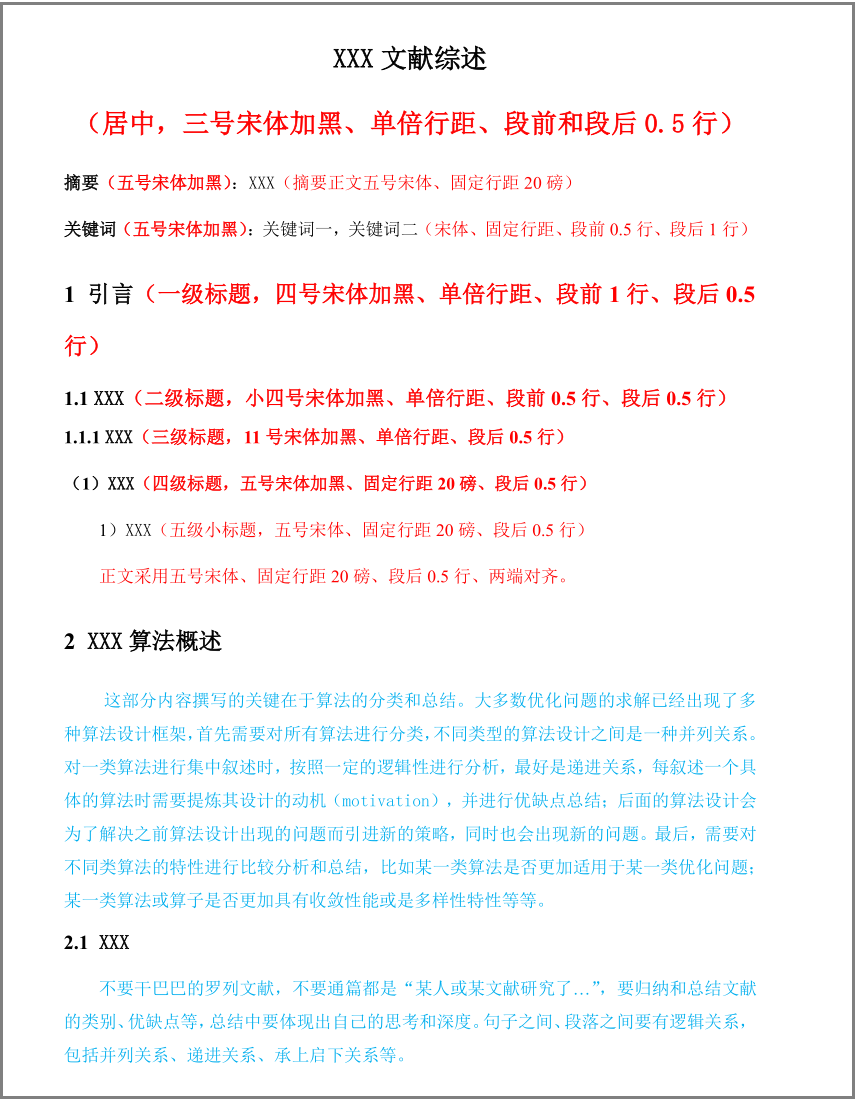 XXX 文献综述
（居中，三号宋体加黑、单倍行距、段前和段后 0.5 行）
摘要（五号宋体加黑）：XXX（摘要正文五号宋体、固定行距 20 磅）
关键词（五号宋体加黑）：关键词一，关键词二（宋体、固定行距、段前 0.5 行、段后 1 行）
1 引言（一级标题，四号宋体加黑、单倍行距、段前 1 行、段后 0.5
行）
1.1 XXX（二级标题，小四号宋体加黑、单倍行距、段前 0.5 行、段后 0.5 行）
1.1.1 XXX（三级标题，11 号宋体加黑、单倍行距、段后 0.5 行）
（1）XXX（四级标题，五号宋体加黑、固定行距 20 磅、段后 0.5 行）
1）XXX（五级小标题，五号宋体、固定行距 20 磅、段后 0.5 行）
正文采用五号宋体、固定行距 20 磅、段后 0.5 行、两端对齐。
2 XXX 算法概述
这部分内容撰写的关键在于算法的分类和总结。大多数优化问题的求解已经出现了多
种算法设计框架，首先需要对所有算法进行分类，不同类型的算法设计之间是一种并列关系。
对一类算法进行集中叙述时，按照一定的逻辑性进行分析，最好是递进关系，每叙述一个具
体的算法时需要提炼其设计的动机（motivation），并进行优缺点总结；后面的算法设计会
为了解决之前算法设计出现的问题而引进新的策略，同时也会出现新的问题。最后，需要对
不同类算法的特性进行比较分析和总结，比如某一类算法是否更加适用于某一类优化问题；
某一类算法或算子是否更加具有收敛性能或是多样性特性等等。
2.1 XXX
不要干巴巴的罗列文献，不要通篇都是“某人或某文献研究了…”，要归纳和总结文献
的类别、优缺点等，总结中要体现出自己的思考和深度。句子之间、段落之间要有逻辑关系，
包括并列关系、递进关系、承上启下关系等。